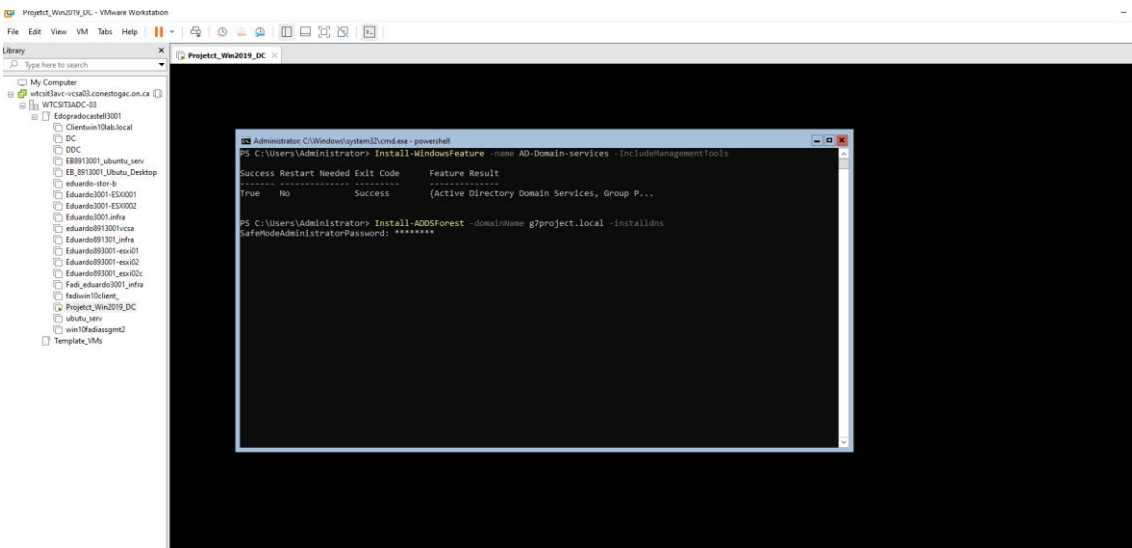 Projetct_Win2019_DC - VMware Workstation
File Edit View VM Tabs Help
Library
Type here to search
Projetct_Win2019_DC
My Computer
wtcsit3avc-vcsa03.conestogac.on.ca
WTCSIT3ADC-03
Edopradocastell3001
Clientwin10lab.local
DC
DDC
EB8913001_ubuntu_serv
EB_8913001_Ubutu_Desktop
eduardo-stor-b
Eduardo3001-ESXI001
Eduardo3001-ESXI002
Eduardo3001.infra
eduardo8913001vcsa
Eduardo891301_infra
Eduardo893001-esxi01
Eduardo893001-esxi02
Eduardo893001_esxi02c
Fadi_eduardo3001_infra
fadiwin10client_
Projetct_Win2019_DC
ubutu_serv
win10fadiassgmt2
Template_VMs
Administrator: C:\Windows\system32\cmd.exe - powershell
PS C:\Users\Administrator> Install-WindowsFeature -name AD-Domain-services -IncludeManagementTools
Success Restart Needed Exit Code Feature Result
------- -------------- --------- --------------
True No Success {Active Directory Domain Services, Group P...
PS C:\Users\Administrator> Install-ADDSForest -domainName g7project.local -installdns
SafeModeAdministratorPassword: ********